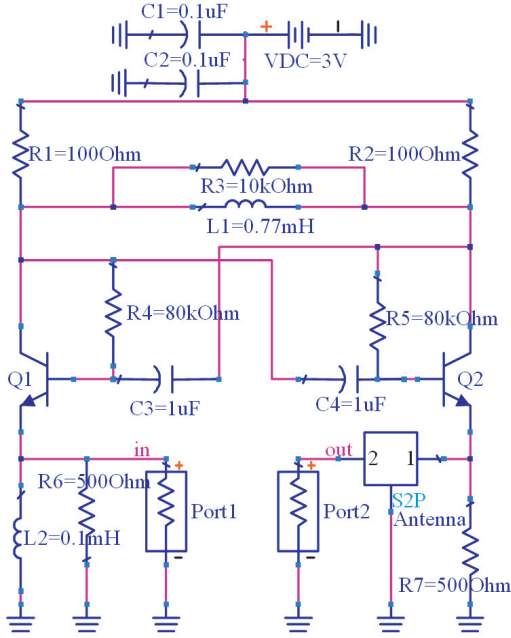 C1=0.1uF
+
C2=0.1uF
VDC=3V
R1=100Ohm
R2=100Ohm
R3=10kOhm
L1=0.77mH
R4=80kOhm
R5=80kOhm
Q1
Q2
C3=1uF
C4=1uF
in
out
+
+
2
1
R6=500Ohm
S2P
Port1
Port2
Antenna
L2=0.1mH
R7=500Ohm